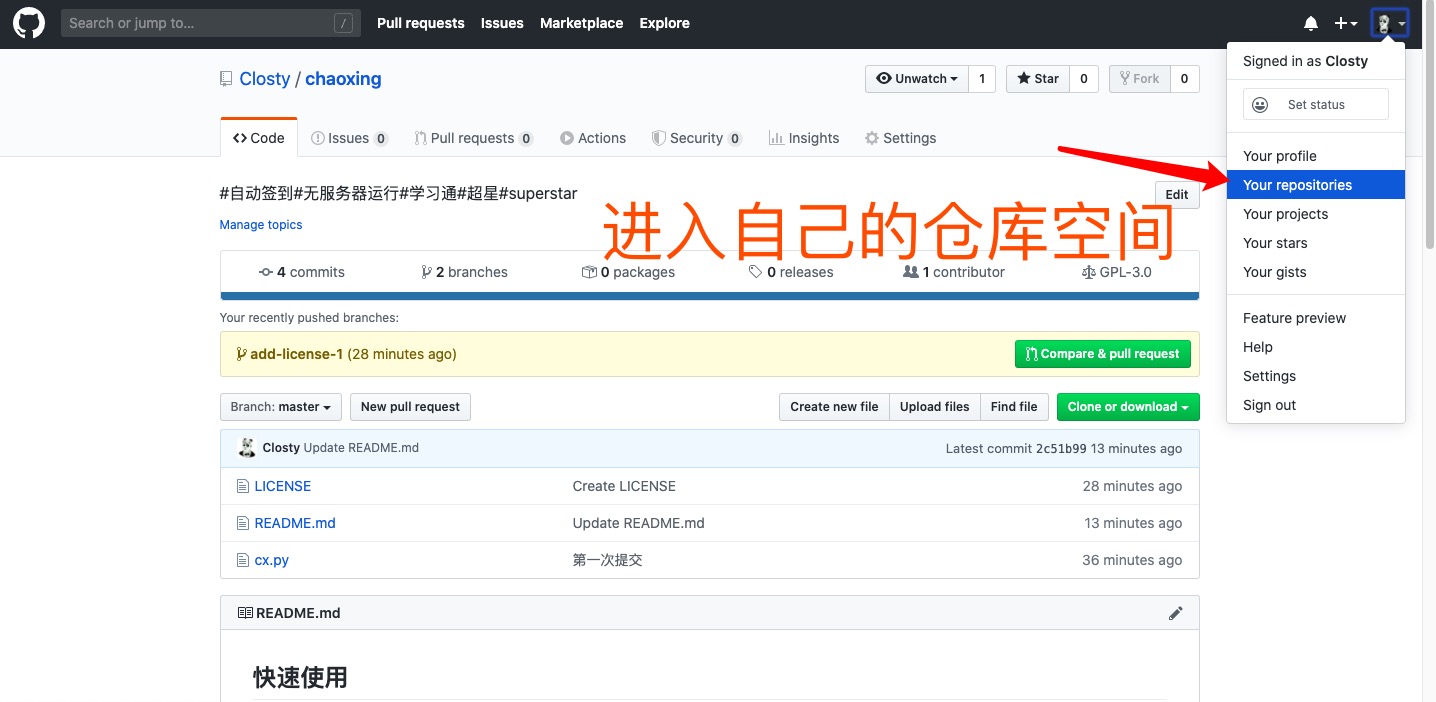 Search or jump to... /
Pull requests Issues Marketplace Explore
Signed in as Closty
Set status
Your profile
Your repositories
Your projects
Your stars
Your gists
Feature preview
Help
Settings
Sign out
Closty / chaoxing
Unwatch 1 Star 0 Fork 0
Code Issues 0 Pull requests 0 Actions Security 0 Insights Settings
#自动签到#无服务器运行#学习通#超星#superstar
Edit
Manage topics
进入自己的仓库空间
4 commits 2 branches 0 packages 0 releases 1 contributor GPL-3.0
Your recently pushed branches:
add-license-1 (28 minutes ago) Compare & pull request
Branch: master New pull request Create new file Upload files Find file Clone or download
Closty Update README.md Latest commit 2c51b99 13 minutes ago
LICENSE Create LICENSE 28 minutes ago
README.md Update README.md 13 minutes ago
cx.py 第一次提交 36 minutes ago
README.md
快速使用